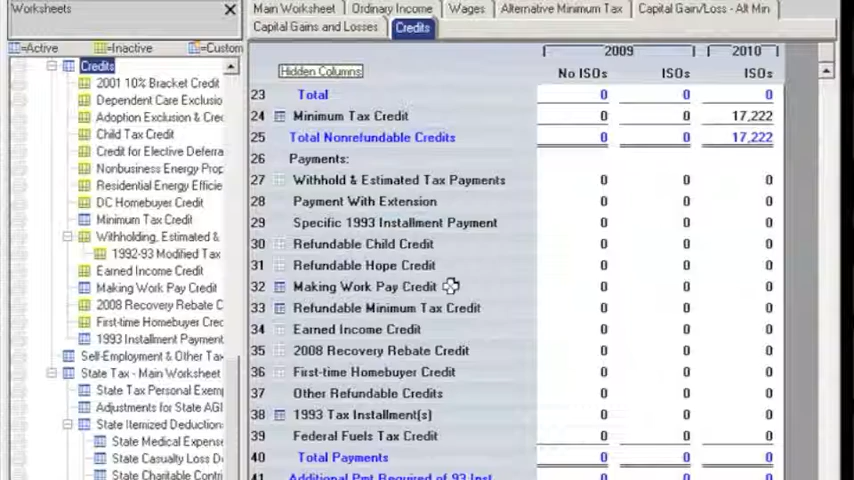 Worksheets
Main Worksheet
Ordinary Income
Wages
Alternative Minimum Tax
Capital Gain/Loss - Alt Min
Capital Gains and Losses
Credits
=Active
=Inactive
=Custom
Credits
2001 10% Bracket Credit
Dependent Care Exclusio
Adoption Exclusion & Cre
Child Tax Credit
Credit for Elective Deferra
Nonbusiness Energy Prop
Residential Energy Efficie
DC Homebuyer Credit
Minimum Tax Credit
Withholding, Estimated &
1992-93 Modified Tax
Earned Income Credit
Making Work Pay Credit
2008 Recovery Rebate C
First-time Homebuyer Cred
1993 Installment Payment
Self-Employment & Other Tax
State Tax - Main Worksheet
State Tax Personal Exemp
Adjustments for State AGI
State Itemized Deduction
State Medical Expense
State Casualty Loss D
State Charitable Contri
2009 2010
Hidden Columns No ISOs ISOs ISOs
23 Total 0 0 0
24 Minimum Tax Credit 0 0 17,222
25 Total Nonrefundable Credits 0 0 17,222
26 Payments:
27 Withhold & Estimated Tax Payments 0 0 0
28 Payment With Extension 0 0 0
29 Specific 1993 Installment Payment 0 0 0
30 Refundable Child Credit 0 0 0
31 Refundable Hope Credit 0 0 0
32 Making Work Pay Credit 0 0 0
33 Refundable Minimum Tax Credit 0 0 0
34 Earned Income Credit 0 0 0
35 2008 Recovery Rebate Credit 0 0 0
36 First-time Homebuyer Credit 0 0 0
37 Other Refundable Credits 0 0 0
38 1993 Tax Installment(s) 0 0 0
39 Federal Fuels Tax Credit 0 0 0
40 Total Payments 0 0 0
41 Additional Pmt Required of 93 Inst